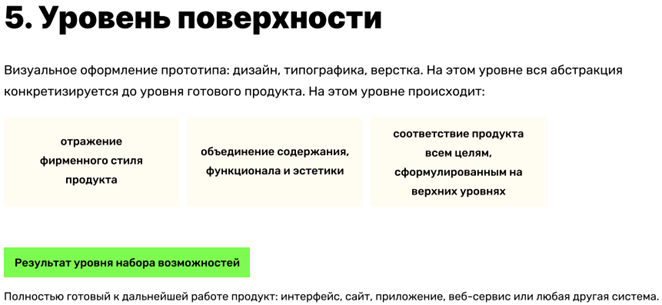 5. Уровень поверхности
Визуальное оформление прототипа: дизайн, типографика, верстка. На этом уровне вся абстракция
конкретизируется до уровня готового продукта. На этом уровне происходит:
отражение
фирменного стиля
продукта
объединение содержания,
функционала и эстетики
соответствие продукта
всем целям,
сформулированным на
верхних уровнях
Результат уровня набора возможностей
Полностью готовый к дальнейшей работе продукт: интерфейс, сайт, приложение, веб-сервис или любая другая система.